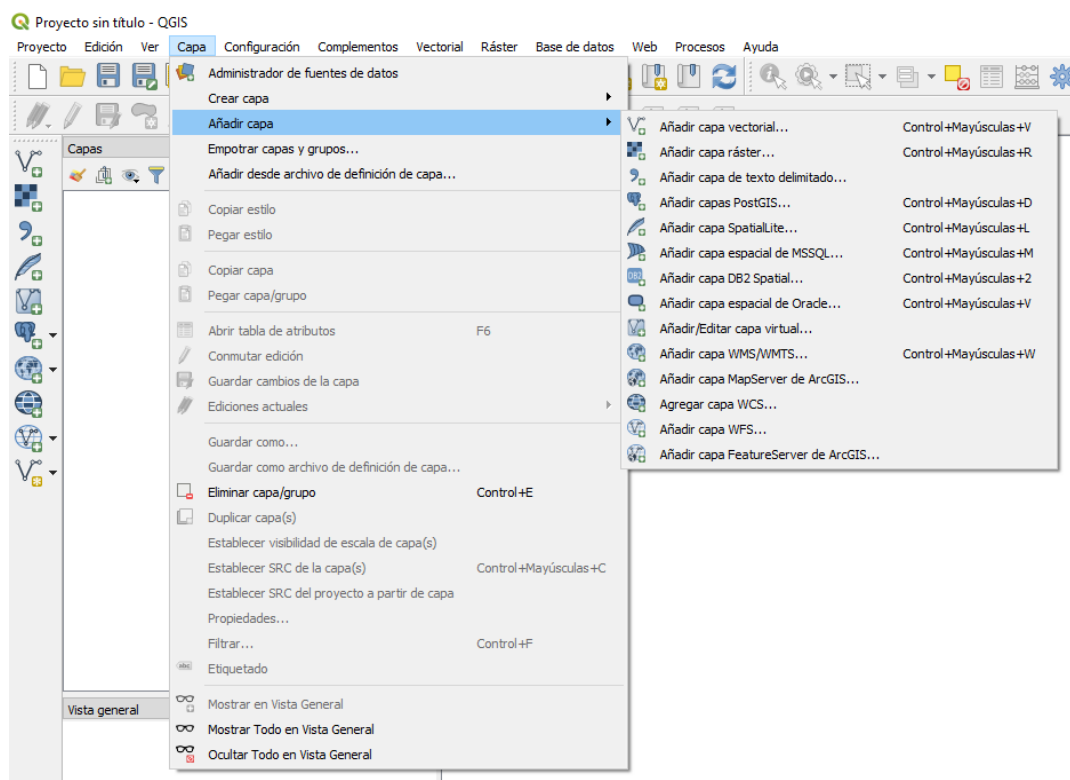 Proyecto sin título - QGIS
Proyecto Edición Ver Capa Configuración Complementos Vectorial Ráster Base de datos Web Procesos Ayuda
Administrador de fuentes de datos
Crear capa
Añadir capa
Empotrar capas y grupos...
Añadir desde archivo de definición de capa...
Copiar estilo
Pegar estilo
Copiar capa
Pegar capa/grupo
Abrir tabla de atributos F6
Conmutar edición
Guardar cambios de la capa
Ediciones actuales
Guardar como...
Guardar como archivo de definición de capa...
Eliminar capa/grupo Control+E
Duplicar capa(s)
Establecer visibilidad de escala de capa(s)
Establecer SRC de la capa(s) Control+Mayúsculas+C
Establecer SRC del proyecto a partir de capa
Propiedades...
Filtrar... Control+F
abc Etiquetado
Mostrar en Vista General
Mostrar Todo en Vista General
Ocultar Todo en Vista General
Añadir capa vectorial... Control+Mayúsculas+V
Añadir capa ráster... Control+Mayúsculas+R
Añadir capa de texto delimitado...
Añadir capas PostGIS... Control+Mayúsculas+D
Añadir capa SpatialLite... Control+Mayúsculas+L
Añadir capa espacial de MSSQL... Control+Mayúsculas+M
DB2 Añadir capa DB2 Spatial... Control+Mayúsculas+2
Añadir capa espacial de Oracle... Control+Mayúsculas+V
Añadir/Editar capa virtual...
Añadir capa WMS/WMTS... Control+Mayúsculas+W
Añadir capa MapServer de ArcGIS...
Agregar capa WCS...
Añadir capa WFS...
Añadir capa FeatureServer de ArcGIS...
Capas
Vista general